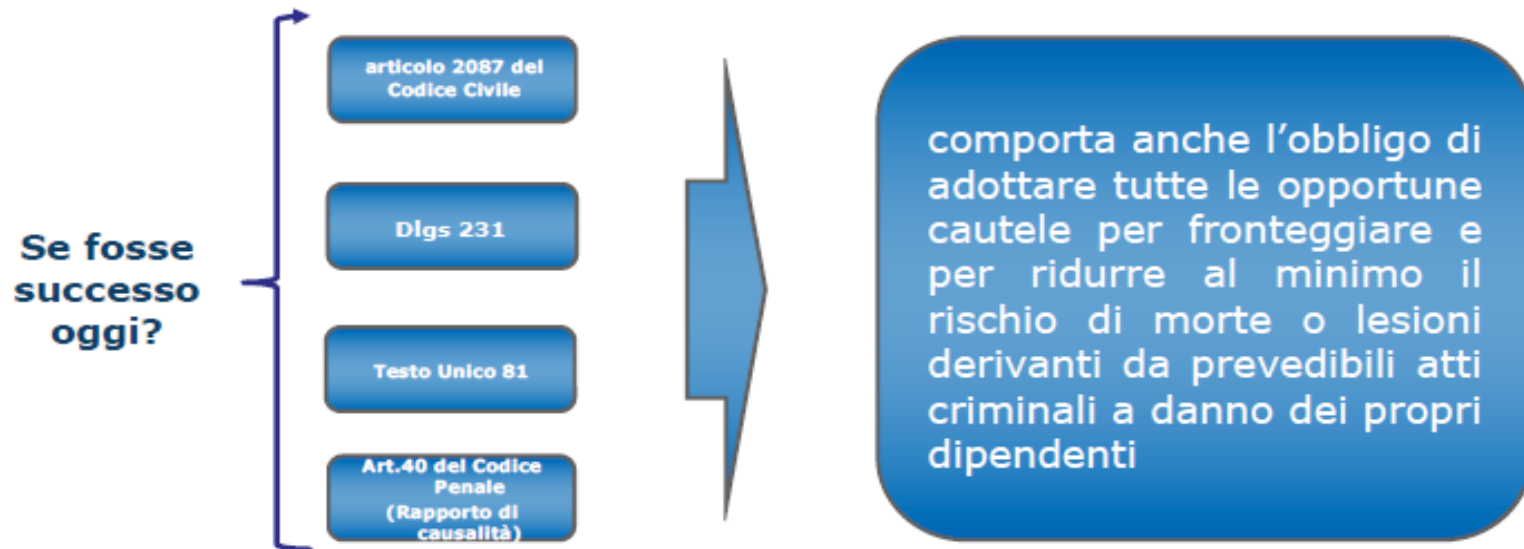 Se fosse
successo
oggi?
articolo 2087 del
Codice Civile
Dlgs 231
Testo Unico 81
Art.40 del Codice
Penale
(Rapporto di
causalità)
comporta anche l’obbligo di
adottare tutte le opportune
cautele per fronteggiare e
per ridurre al minimo il
rischio di morte o lesioni
derivanti da prevedibili atti
criminali a danno dei propri
dipendenti